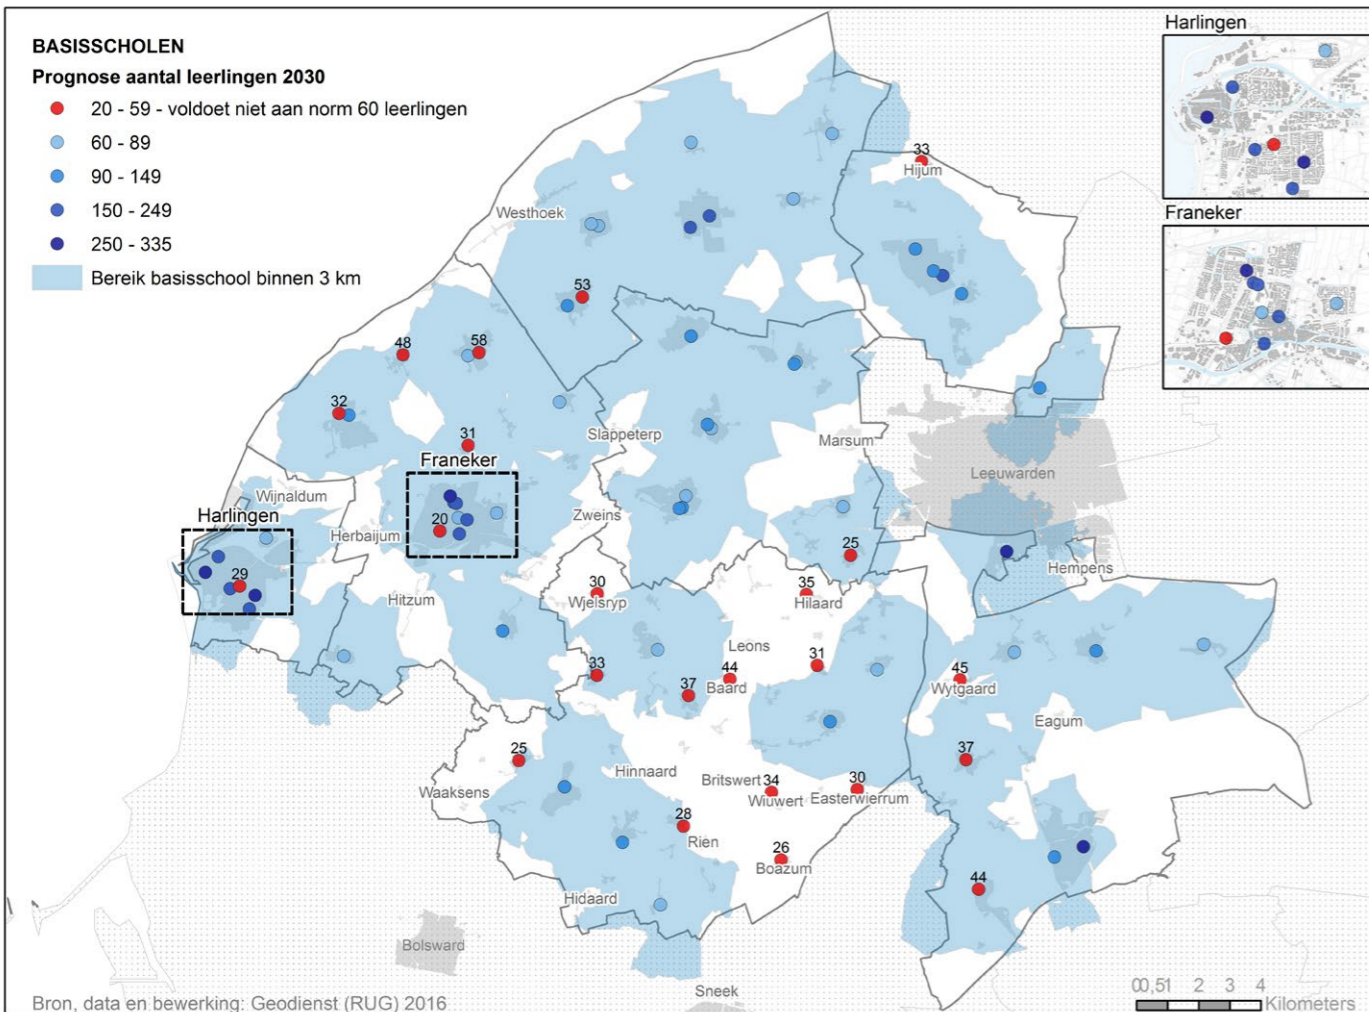 BASISSCHOLEN
Prognose aantal leerlingen 2030
20 - 59 - voldoet niet aan norm 60 leerlingen
60 - 89
90 - 149
150 - 249
250 - 335
Bereik basisschool binnen 3 km
Harlingen
Franeker
33
Hijum
Westhoek
53
48
58
32
31
Slappeterp
Marsum
Leeuwarden
Franeker
Wijnaldum
Harlingen
Herbaijum
20
Zweins
25
Hempens
29
30
Wjelsryp
35
Hilaard
Hitzum
Leons
33
44
31
37
Baard
45
Wytgaard
Eagum
25
37
Hinnaard
Britswert
34
30
Waaksens
Wiuwert
Easterwierrum
28
Rien
26
Boazum
44
Hidaard
Bolsward
Sneek
Bron, data en bewerking: Geodienst (RUG) 2016
00,51 2 3 4
Kilometers